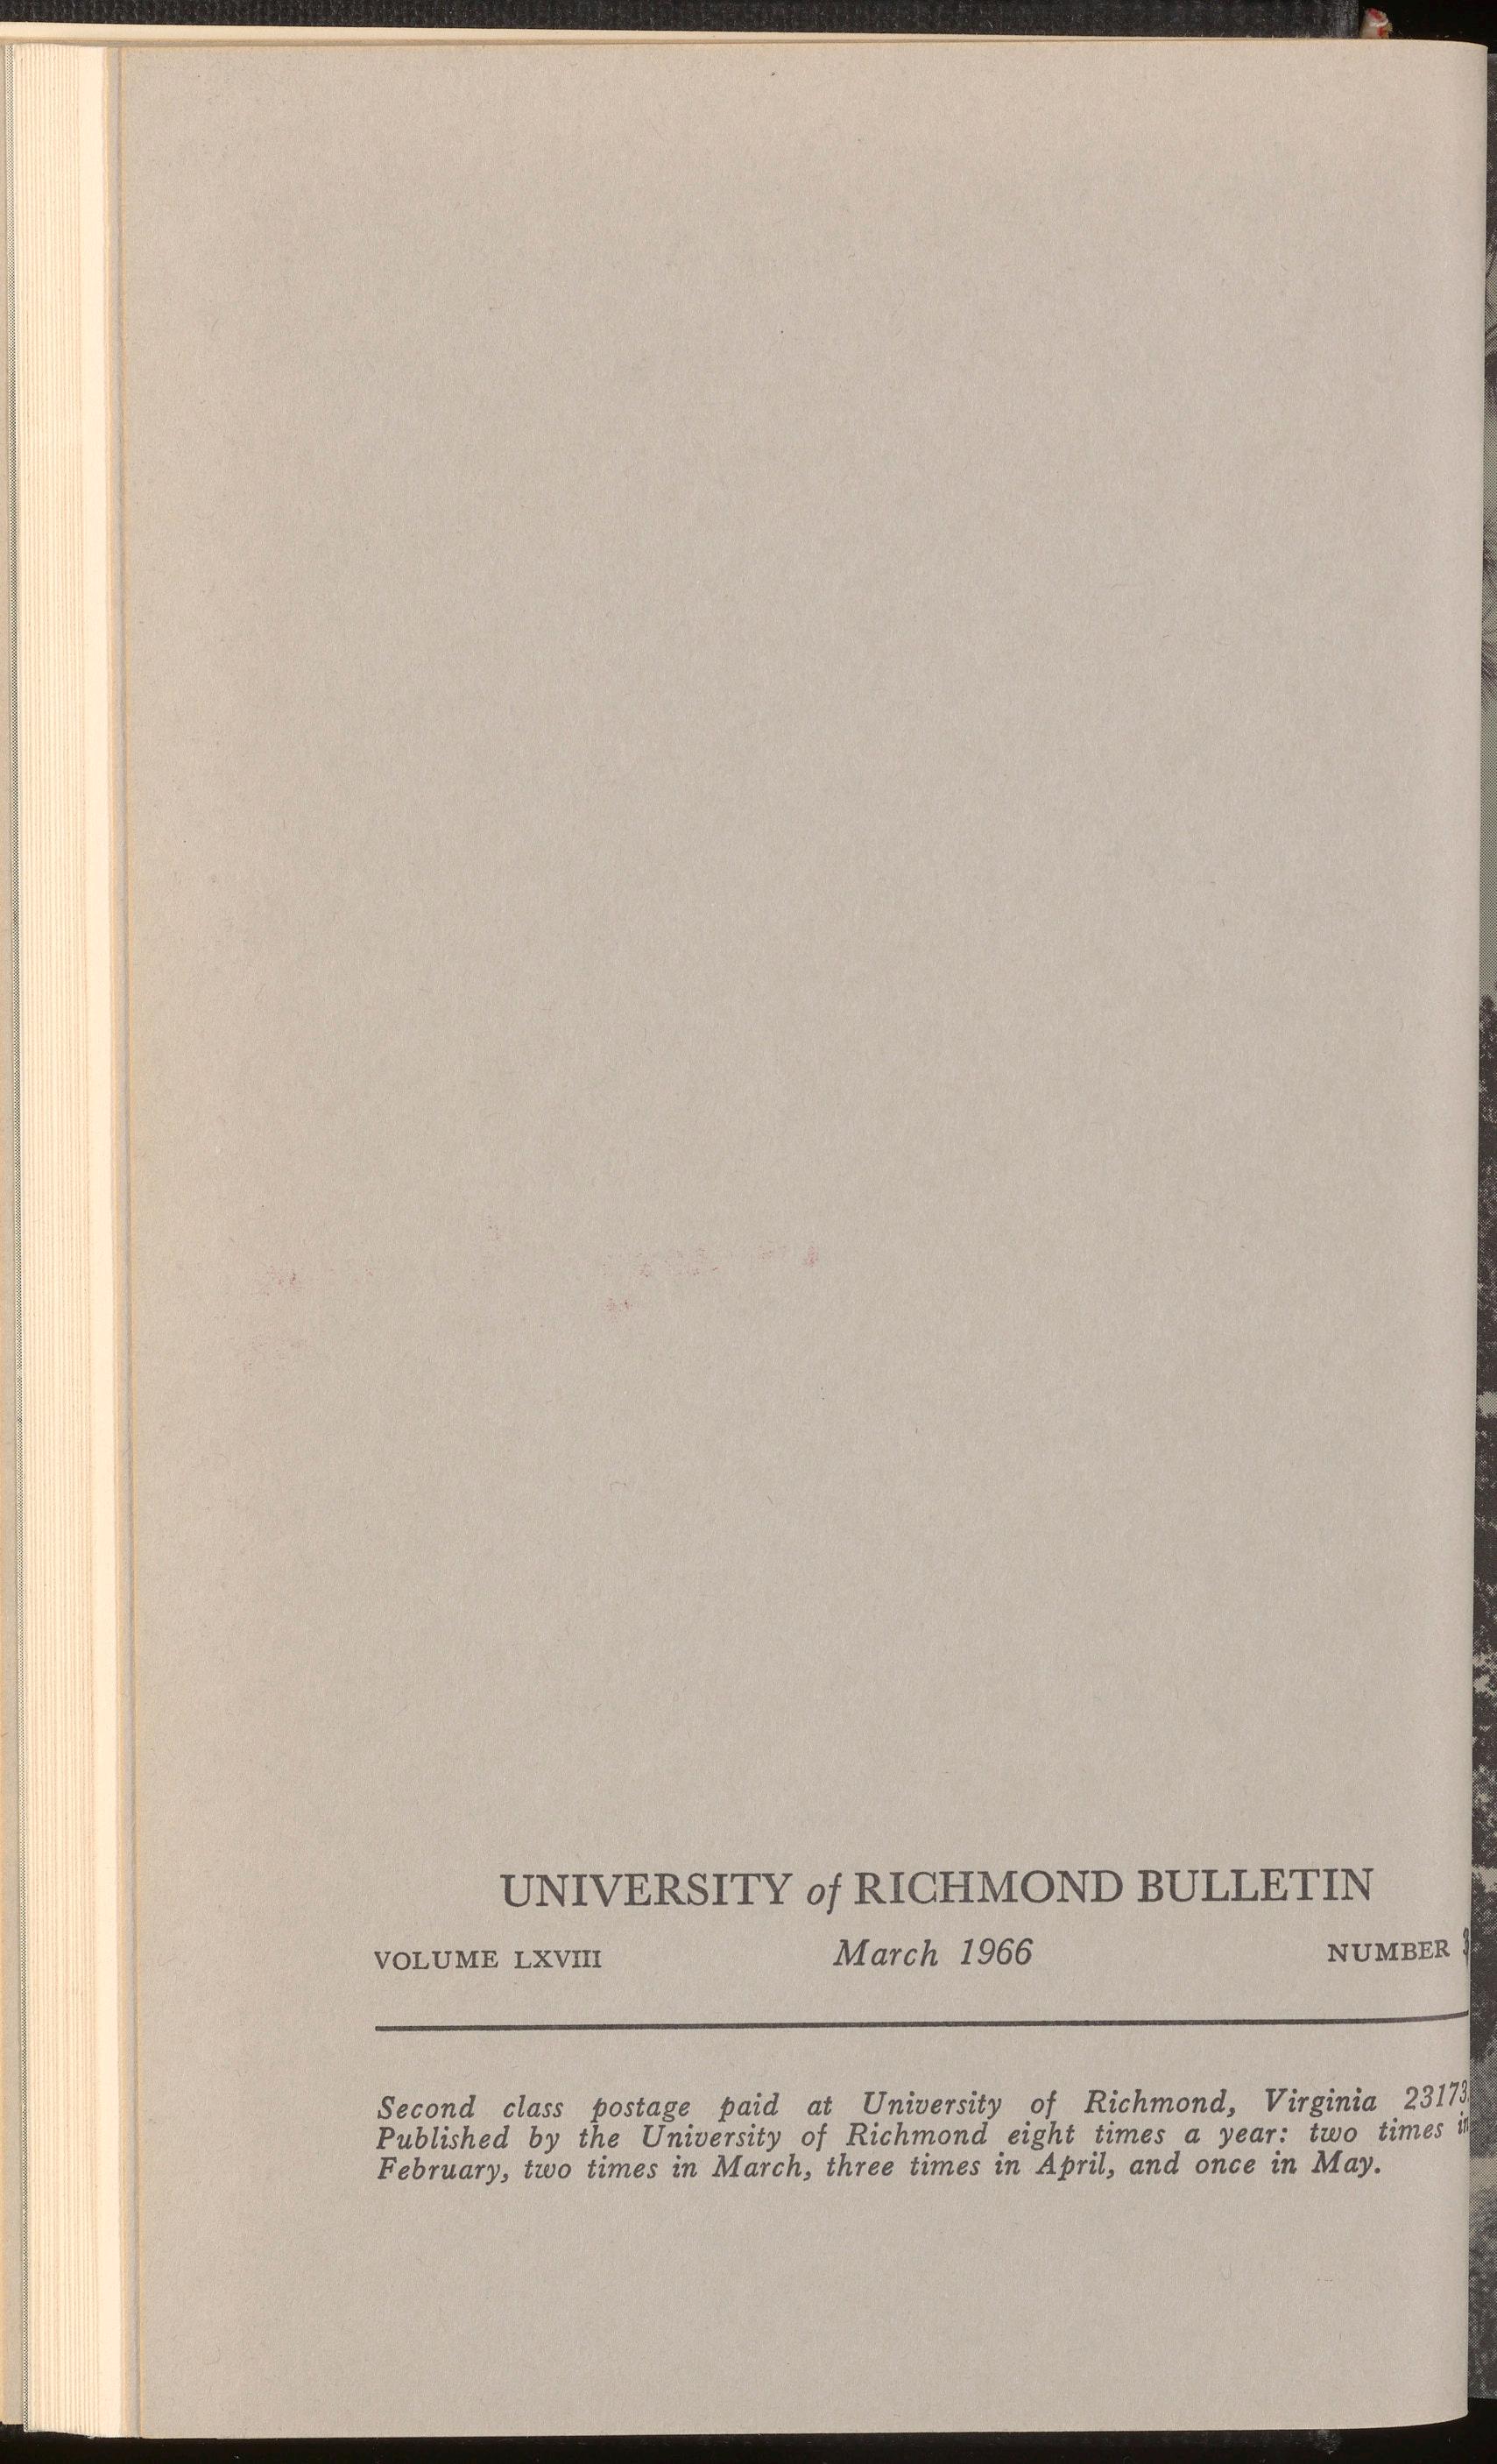 UNIVERSITY of RICHMOND BULLETIN
VOLUME LXVIII March 1966 NUMBER
Second class postage paid at University of Richmond, Virginia 23173
Published by the University of Richmond eight times a year: two times in
February, two times in March, three times in April, and once in May.